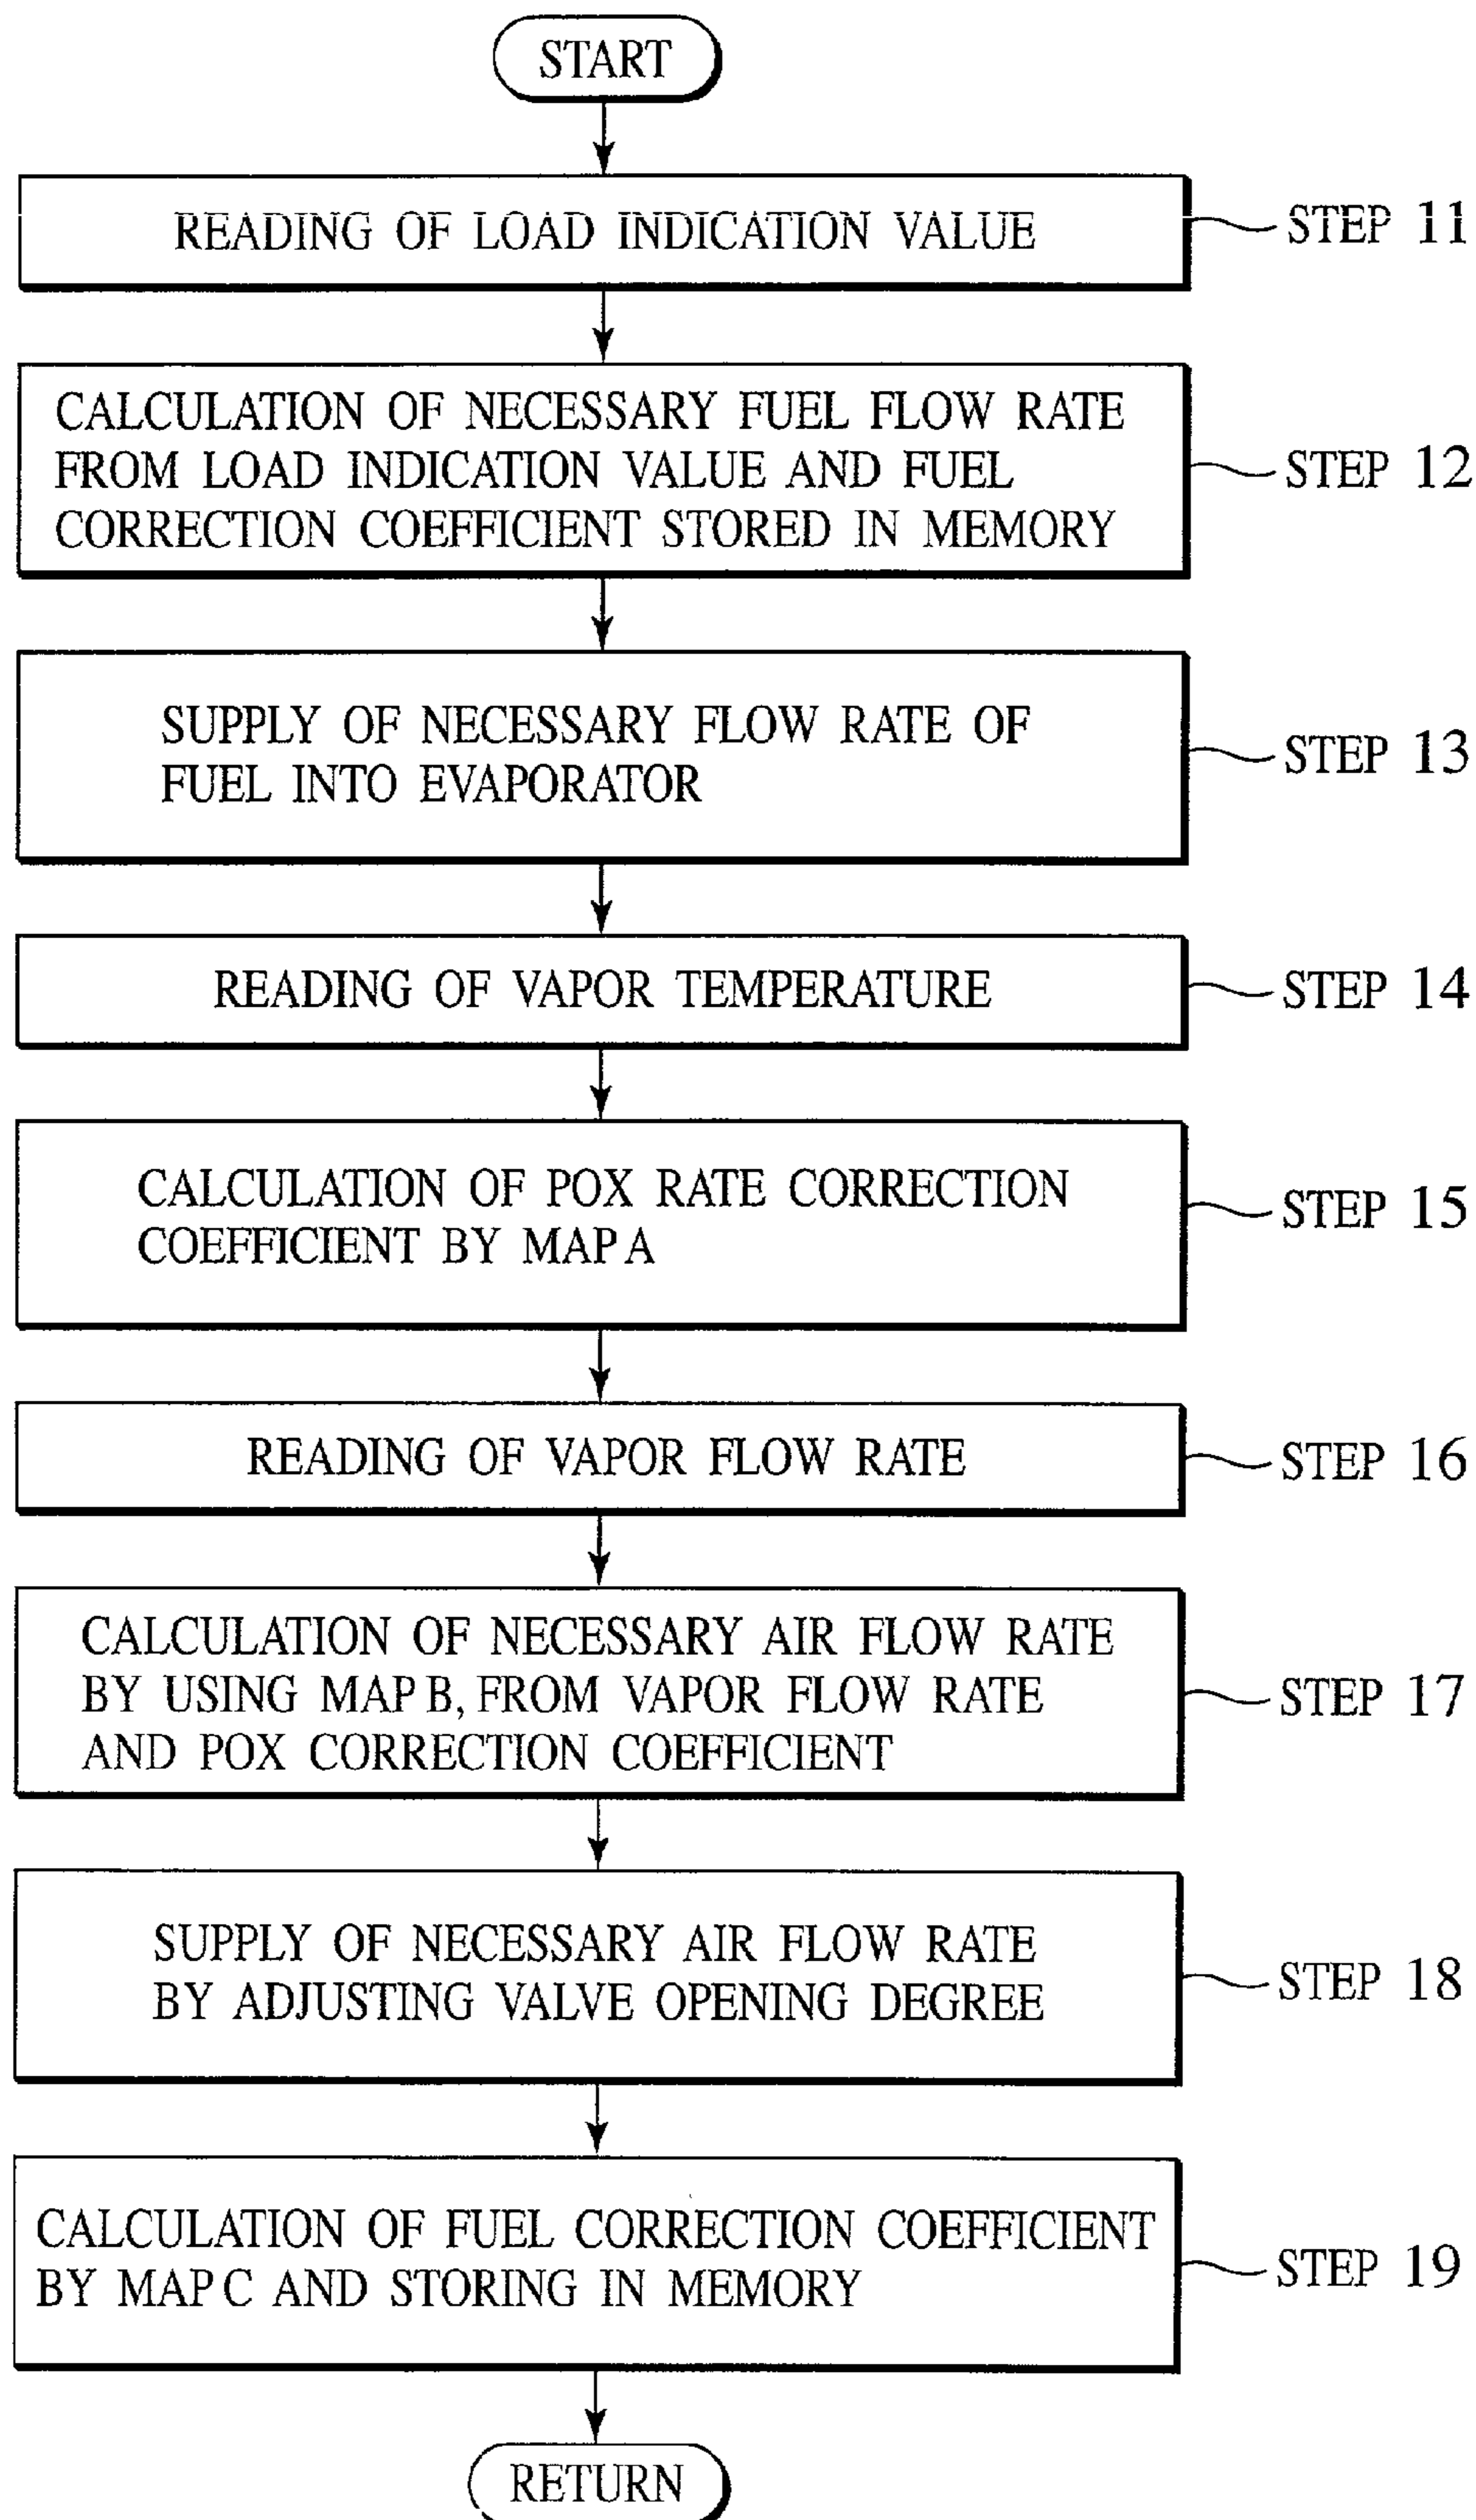 START
READING OF LOAD INDICATION VALUE
STEP 11
CALCULATION OF NECESSARY FUEL FLOW RATE
FROM LOAD INDICATION VALUE AND FUEL
CORRECTION COEFFICIENT STORED IN MEMORY
STEP 12
SUPPLY OF NECESSARY FLOW RATE OF
FUEL INTO EVAPORATOR
STEP 13
READING OF VAPOR TEMPERATURE
STEP 14
CALCULATION OF POX RATE CORRECTION
COEFFICIENT BY MAP A
STEP 15
READING OF VAPOR FLOW RATE
STEP 16
CALCULATION OF NECESSARY AIR FLOW RATE
BY USING MAP B, FROM VAPOR FLOW RATE
AND POX CORRECTION COEFFICIENT
STEP 17
SUPPLY OF NECESSARY AIR FLOW RATE
BY ADJUSTING VALVE OPENING DEGREE
STEP 18
CALCULATION OF FUEL CORRECTION COEFFICIENT
BY MAP C AND STORING IN MEMORY
STEP 19
RETURN